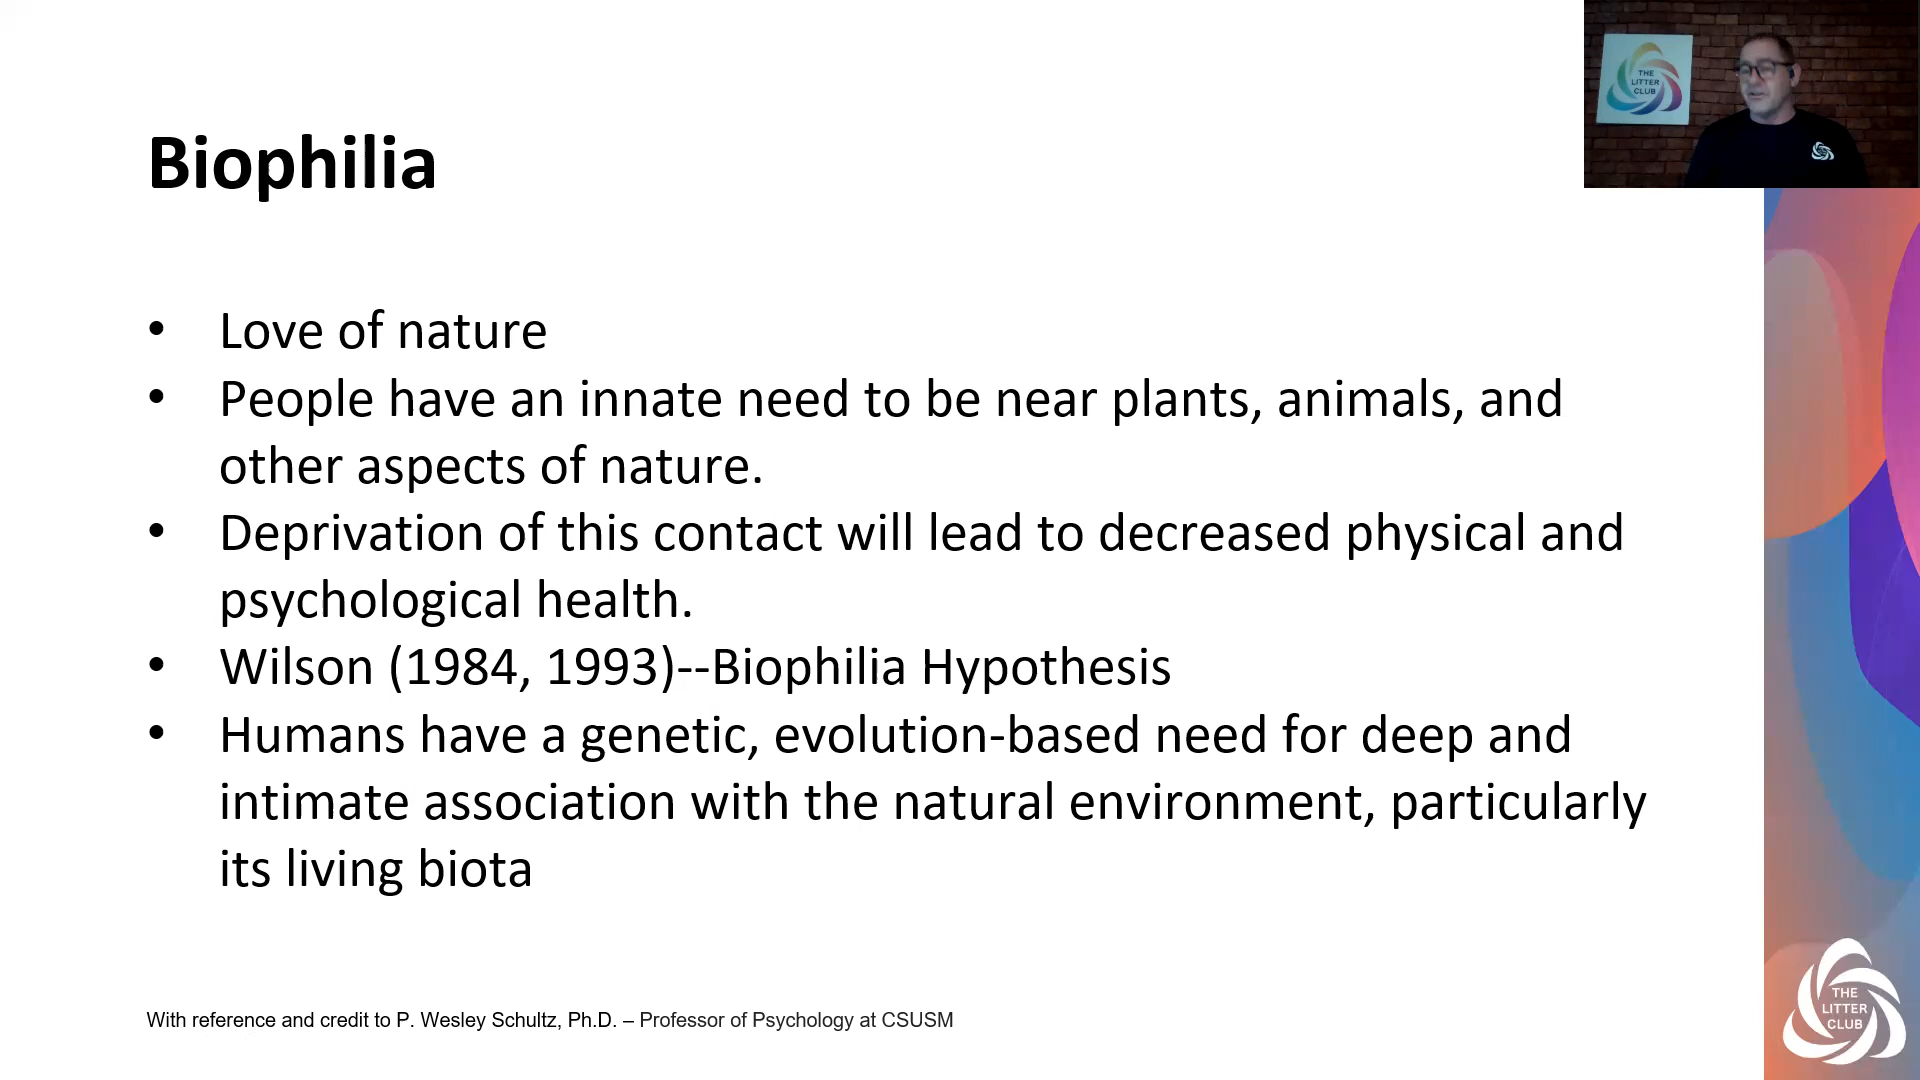 THE
LITTER
CLUB
Biophilia
• Love of nature
• People have an innate need to be near plants, animals, and
other aspects of nature.
• Deprivation of this contact will lead to decreased physical and
psychological health.
• Wilson (1984, 1993)--Biophilia Hypothesis
• Humans have a genetic, evolution-based need for deep and
intimate association with the natural environment, particularly
its living biota
With reference and credit to P. Wesley Schultz, Ph.D. – Professor of Psychology at CSUSM
THE
LITTER
CLUB